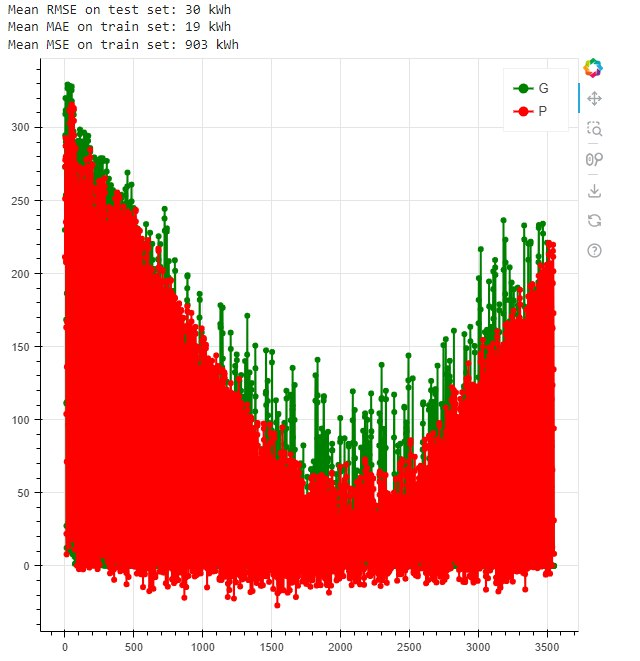 Mean RMSE on test set: 30 kWh
Mean MAE on train set: 19 kWh
Mean MSE on train set: 903 kWh
G
P
300
250
200
150
100
50
0
0 500 1000 1500 2000 2500 3000 3500